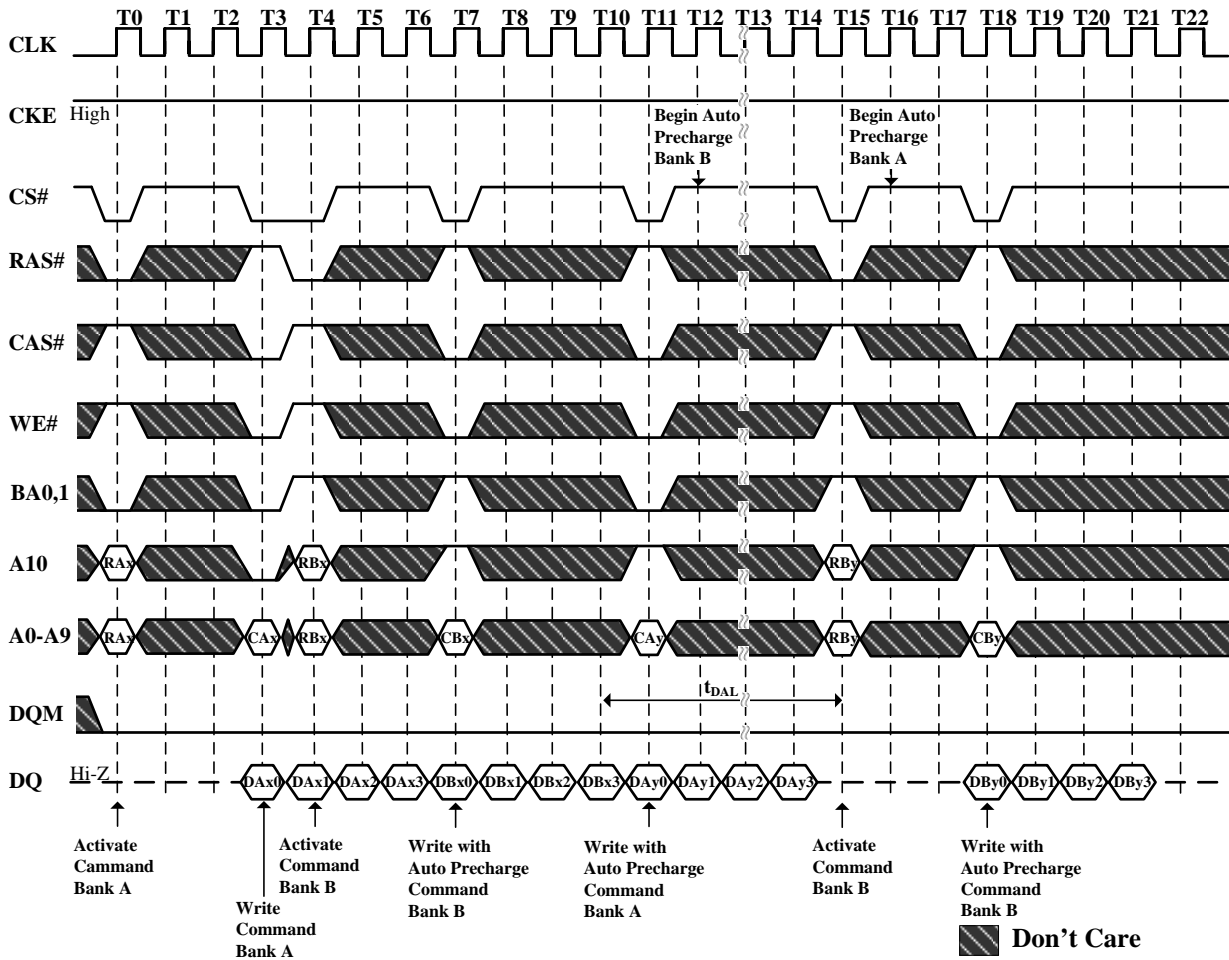 T0 T1 T2 T3 T4 T5 T6 T7 T8 T9 T10 T11 T12 T13 T14 T15 T16 T17 T18 T19 T20 T21 T22
CLK
CKE High
Begin Auto
Precharge
Bank B
Begin Auto
Precharge
Bank A
CS#
RAS#
CAS#
WE#
BA0,1
A10 RAx RBx RBy
A0-A9 RAx CAx RBx CBx CAy RBy CBy
tDAL
DQM
DQ Hi-Z DAx0 DAx1 DAx2 DAx3 DBx0 DBx1 DBx2 DBx3 DAy0 DAy1 DAy2 DAy3 DBy0 DBy1 DBy2 DBy3
Activate
Cammand
Bank A
Write
Command
Bank A
Activate
Command
Bank B
Write with
Auto Precharge
Command
Bank B
Write with
Auto Precharge
Command
Bank A
Activate
Command
Bank B
Write with
Auto Precharge
Command
Bank B
Don't Care